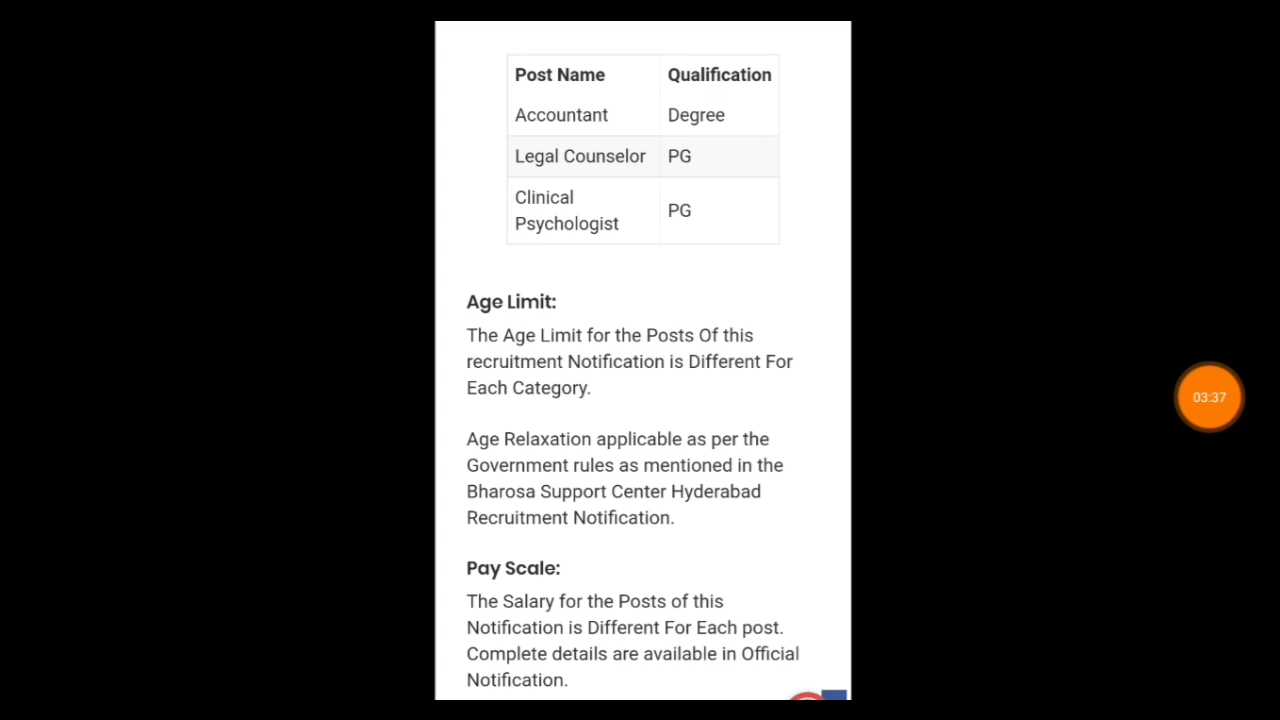 Post Name Qualification
Accountant Degree
Legal Counselor PG
Clinical
Psychologist PG
Age Limit:
The Age Limit for the Posts Of this
recruitment Notification is Different For
Each Category.
Age Relaxation applicable as per the
Government rules as mentioned in the
Bharosa Support Center Hyderabad
Recruitment Notification.
Pay Scale:
The Salary for the Posts of this
Notification is Different For Each post.
Complete details are available in Official
Notification.
03:37